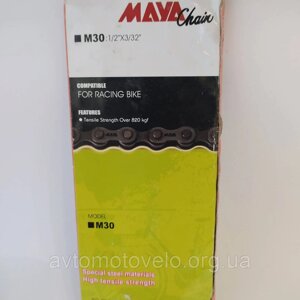 MAYA Chain
M30:1/2"X3/32"
COMPATIBLE
FOR RACING BIKE
FEATURES
Tensile Strength Over 820 kgf
MODEL
M30
avtomotovelo.org.ua
Special steel materials
High tensile strength